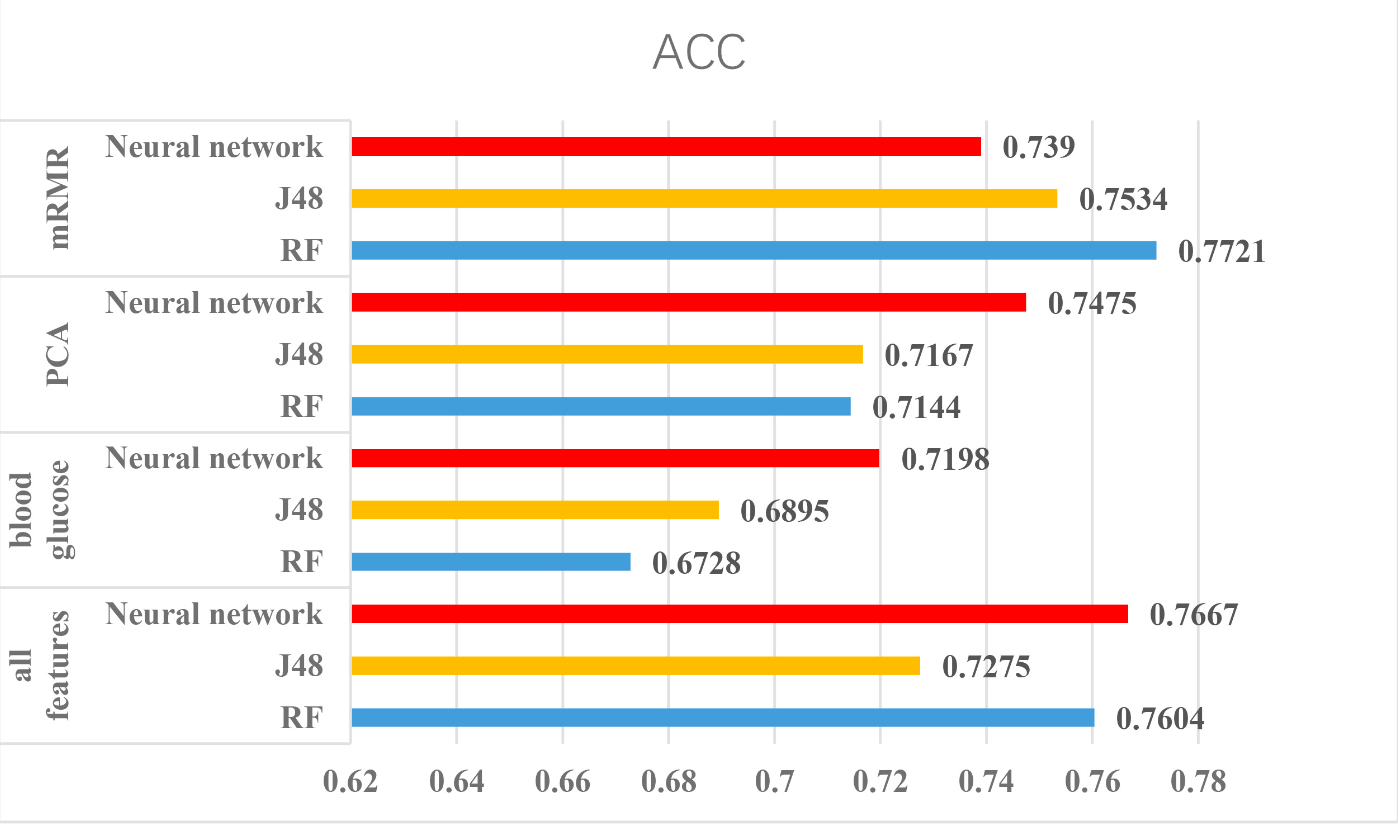 ACC
mRMR
Neural network 0.739
J48 0.7534
RF 0.7721
PCA
Neural network 0.7475
J48 0.7167
RF 0.7144
blood
glucose
Neural network 0.7198
J48 0.6895
RF 0.6728
all
features
Neural network 0.7667
J48 0.7275
RF 0.7604
0.62 0.64 0.66 0.68 0.7 0.72 0.74 0.76 0.78